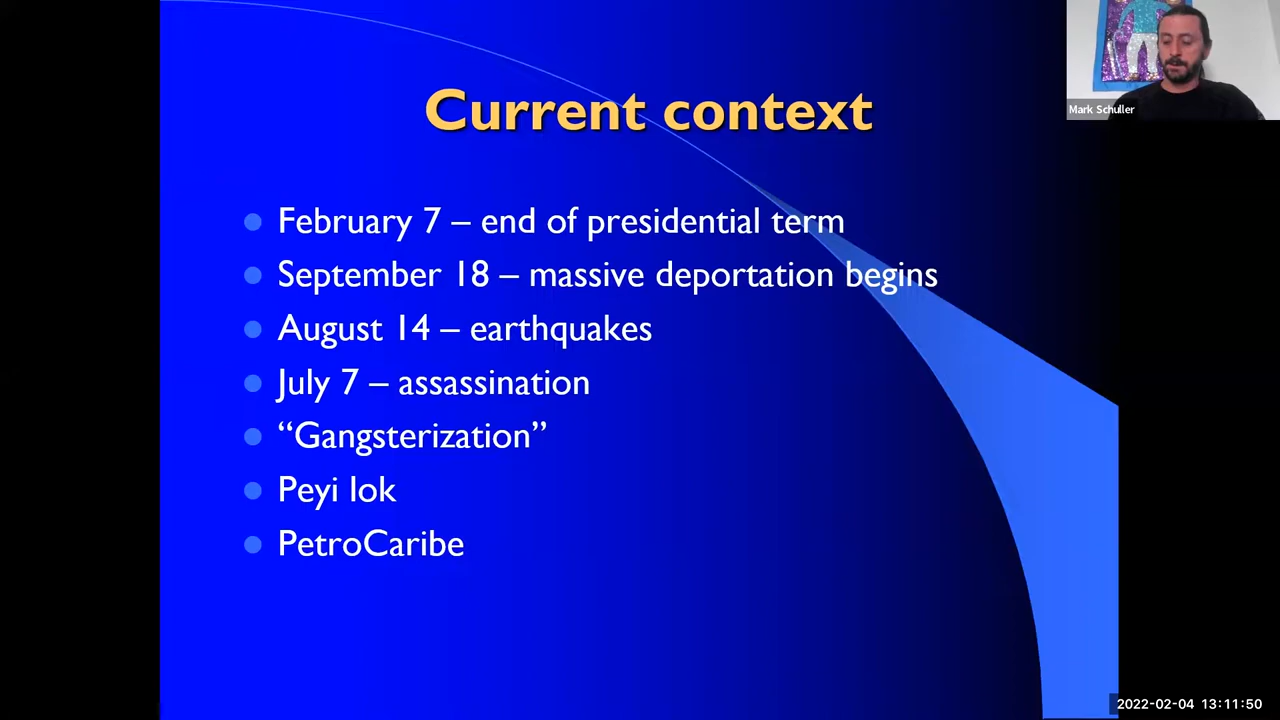 Current context
February 7 – end of presidential term
September 18 – massive deportation begins
August 14 – earthquakes
July 7 – assassination
“Gangsterization”
Peyi lok
PetroCaribe
Mark Schuller
2022-02-04 13:11:50